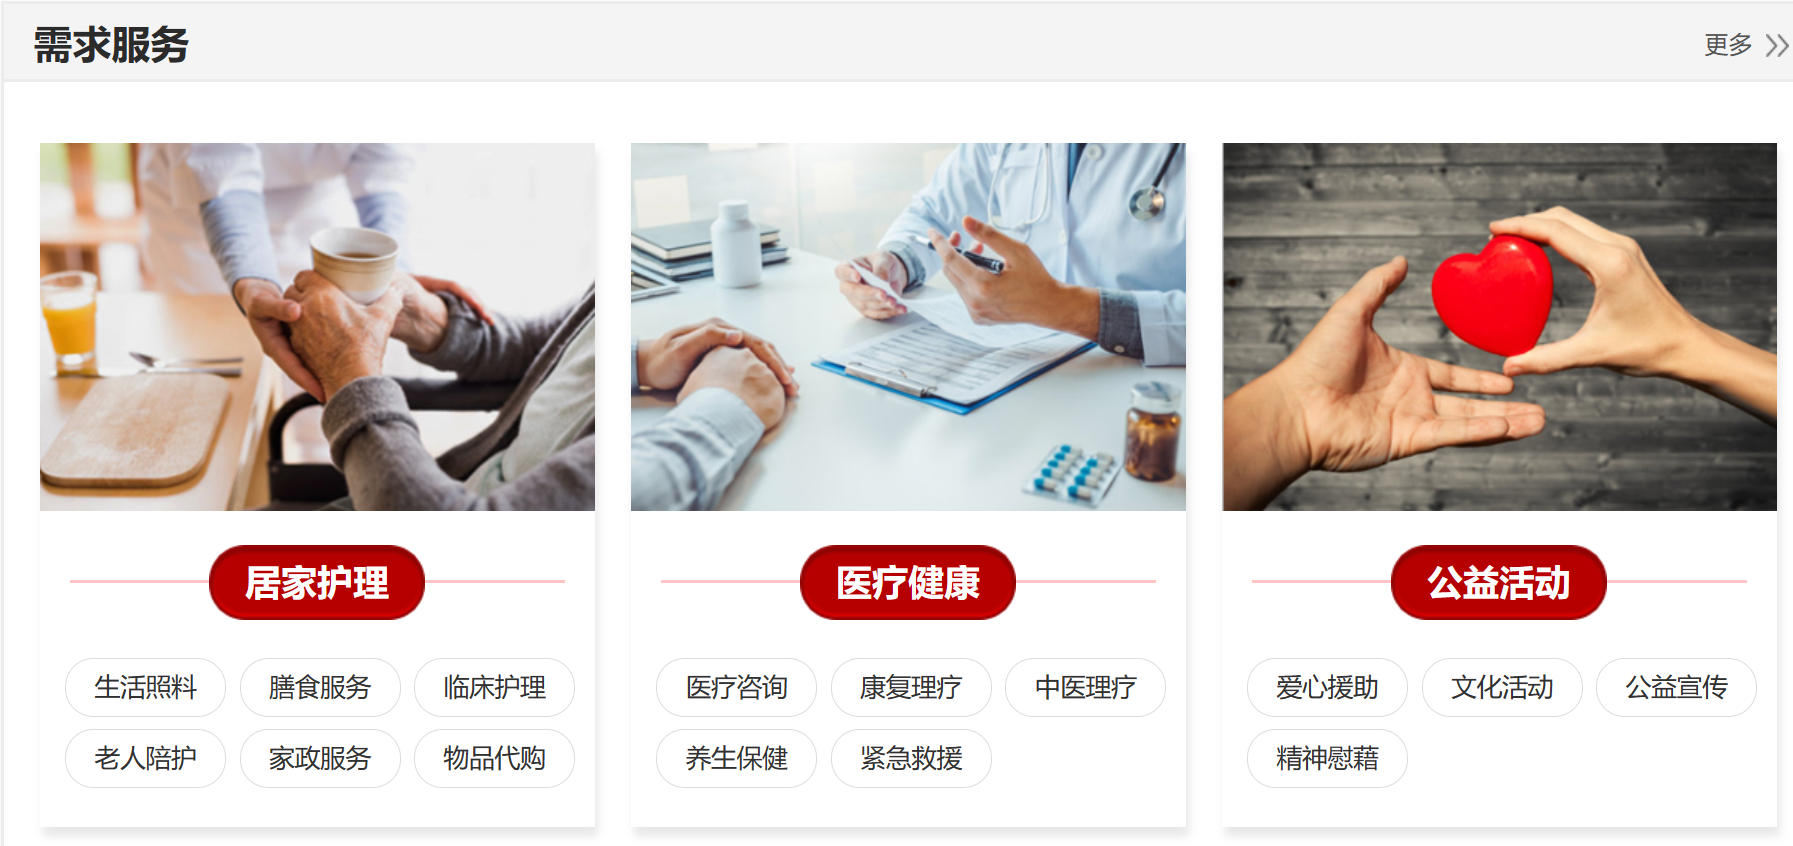 需求服务
更多
居家护理
医疗健康
公益活动
生活照料 膳食服务 临床护理
老人陪护 家政服务 物品代购
医疗咨询 康复理疗 中医理疗
养生保健 紧急救援
爱心援助 文化活动 公益宣传
精神慰藉